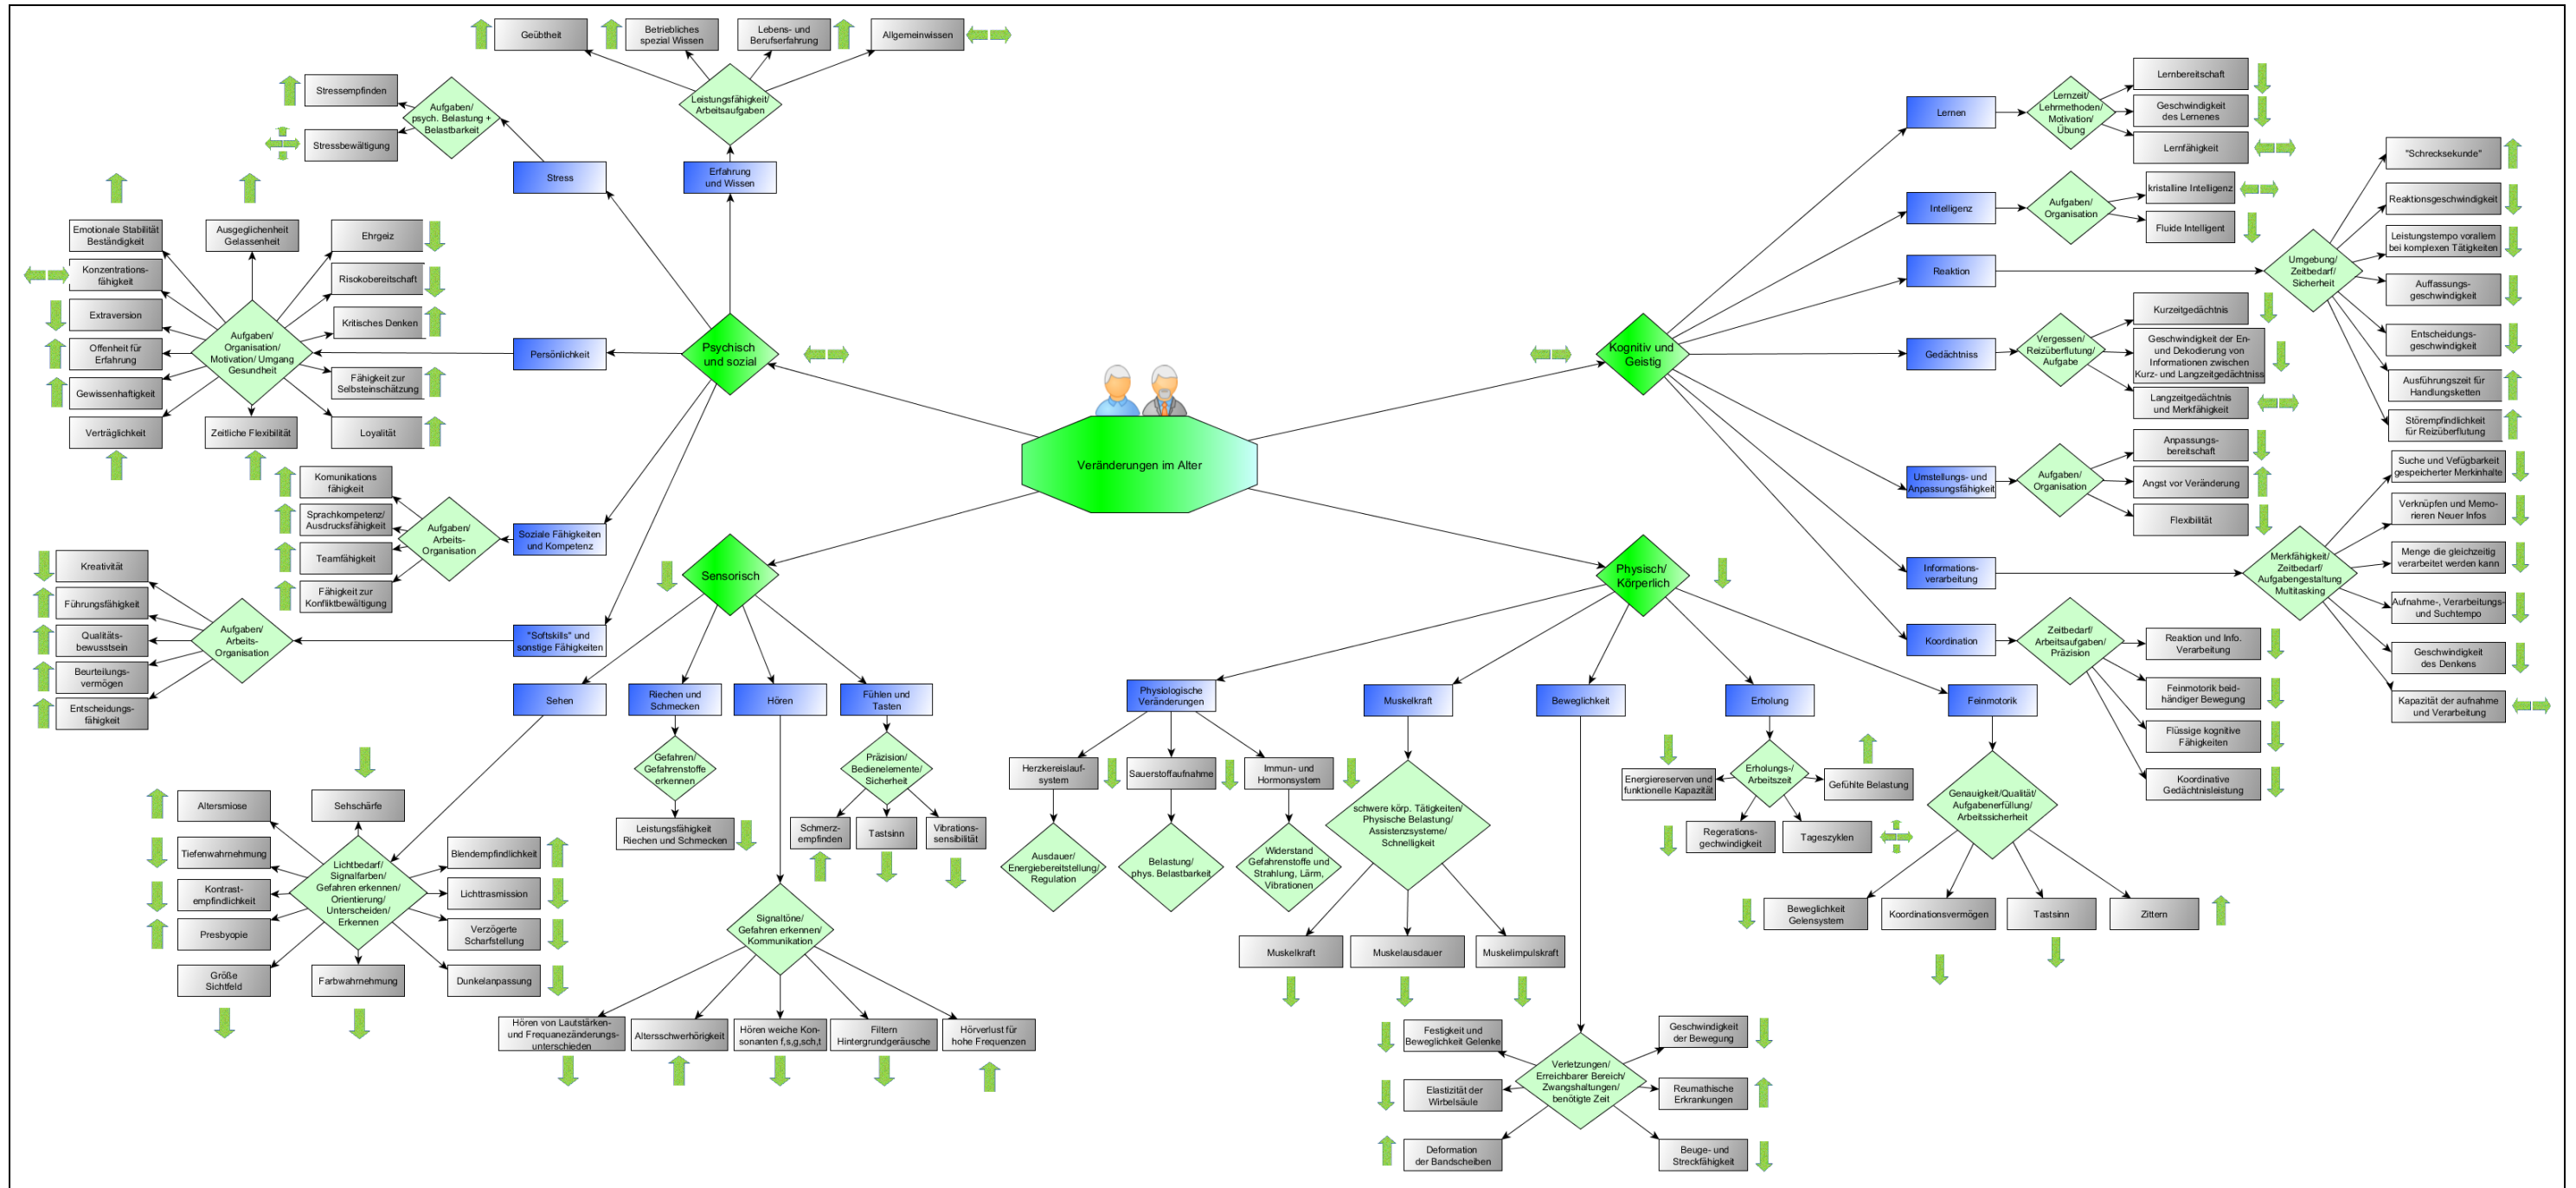 Veränderungen im Alter
Psychisch
und sozial
Erfahrung
und Wissen
Leistungsfähigkeit/
Arbeitsaufgaben
Geübtheit
Betriebliches
spezial Wissen
Lebens- und
Berufserfahrung
Allgemeinwissen
Stress
Aufgaben/
psych. Belastung +
Belastbarkeit
Stressempfinden
Stressbewältigung
Persönlichkeit
Aufgaben/
Organisation/
Motivation/ Umgang
Gesundheit
Emotionale Stabilität
Beständigkeit
Ausgeglichenheit
Gelassenheit
Ehrgeiz
Konzentrations-
fähigkeit
Risokobereitschaft
Extraversion
Kritisches Denken
Offenheit für
Erfahrung
Fähigkeit zur
Selbsteinschätzung
Gewissenhaftigkeit
Verträglichkeit
Zeitliche Flexibilität
Loyalität
Soziale Fähigkeiten
und Kompetenz
Aufgaben/
Arbeits-
Organisation
Komunikations
fähigkeit
Sprachkompetenz/
Ausdrucksfähigkeit
Teamfähigkeit
Fähigkeit zur
Konfliktbewältigung
"Softskills" und
sonstige Fähigkeiten
Aufgaben/
Arbeits-
Organisation
Kreativität
Führungsfähigkeit
Qualitäts-
bewusstsein
Beurteilungs-
vermögen
Entscheidungs-
fähigkeit
Sensorisch
Sehen
Lichtbedarf/
Signalfarben/
Gefahren erkennen/
Orientierung/
Unterscheiden/
Erkennen
Altersmiose
Sehschärfe
Tiefenwahrnehmung
Blendempfindlichkeit
Kontrast-
empfindlichkeit
Lichttrasmission
Presbyopie
Verzögerte
Scharfstellung
Größe
Sichtfeld
Farbwahrnehmung
Dunkelanpassung
Riechen und
Schmecken
Gefahren/
Gefahrenstoffe
erkennen
Leistungsfähigkeit
Riechen und Schmecken
Hören
Signaltöne/
Gefahren erkennen/
Kommunikation
Hören von Lautstärken-
und Frequanezänderungs-
unterschieden
Altersschwerhörigkeit
Hören weiche Kon-
sonanten f,s,g,sch,t
Filtern
Hintergrundgeräusche
Hörverlust für
hohe Frequenzen
Fühlen und
Tasten
Präzision/
Bedienelemente/
Sicherheit
Schmerz-
empfinden
Tastsinn
Vibrations-
sensibilität
Kognitiv und
Geistig
Lernen
Lernzeit/
Lehrmethoden/
Motivation/
Übung
Lernbereitschaft
Geschwindigkeit
des Lernenes
Lernfähigkeit
Intelligenz
Aufgaben/
Organisation
kristalline Intelligenz
Fluide Intelligent
Reaktion
Umgebung/
Zeitbedarf/
Sicherheit
"Schrecksekunde"
Reaktionsgeschwindigkeit
Leistungstempo vorallem
bei komplexen Tätigkeiten
Auffassungs-
geschwindigkeit
Entscheidungs-
geschwindigkeit
Ausführungszeit für
Handlungsketten
Störempfindlichkeit
für Reizüberflutung
Gedächtniss
Vergessen/
Reizüberflutung/
Aufgabe
Kurzeitgedächtnis
Geschwindigkeit der En-
und Dekodierung von
Informationen zwischen
Kurz- und Langzeitgedächtniss
Langzeitgedächtnis
und Merkfähigkeit
Umstellungs- und
Anpassungsfähigkeit
Aufgaben/
Organisation
Anpassungs-
bereitschaft
Angst vor Veränderung
Flexibilität
Informations-
verarbeitung
Merkfähigkeit/
Zeitbedarf/
Aufgabengestaltung
Multitasking
Suche und Vefügbarkeit
gespeicherter Merkinhalte
Verknüpfen und Memo-
rieren Neuer Infos
Menge die gleichzeitig
verarbeitet werden kann
Aufnahme-, Verarbeitungs-
und Suchtempo
Geschwindigkeit
des Denkens
Kapazität der aufnahme
und Verarbeitung
Koordination
Zeitbedarf/
Arbeitsaufgaben/
Präzision
Reaktion und Info.
Verarbeitung
Feinmotorik beid-
händiger Bewegung
Flüssige kognitive
Fähigkeiten
Koordinative
Gedächtnisleistung
Physisch/
Körperlich
Physiologische
Veränderungen
Herzkereislauf-
system
Sauerstoffaufnahme
Immun- und
Hormonsystem
Ausdauer/
Energiebereitstellung/
Regulation
Belastung/
phys. Belastbarkeit
Widerstand
Gefahrenstoffe und
Strahlung, Lärm,
Vibrationen
Muskelkraft
schwere körp. Tätigkeiten/
Physische Belastung/
Assistenzsysteme/
Schnelligkeit
Muskelkraft
Muskelausdauer
Muskelimpulskraft
Beweglichkeit
Verletzungen/
Erreichbarer Bereich/
Zwangshaltungen/
benötigte Zeit
Festigkeit und
Beweglichkeit Gelenke
Geschwindigkeit
der Bewegung
Elastizität der
Wirbelsäule
Reumathische
Erkrankungen
Deformation
der Bandscheiben
Beuge- und
Streckfähigkeit
Erholung
Erholungs-/
Arbeitszeit
Energiereserven und
funktionelle Kapazität
Gefühlte Belastung
Regerations-
gechwindigkeit
Tageszyklen
Feinmotorik
Genauigkeit/Qualität/
Aufgabenerfüllung/
Arbeitssicherheit
Beweglichkeit
Gelensystem
Koordinationsvermögen
Tastsinn
Zittern